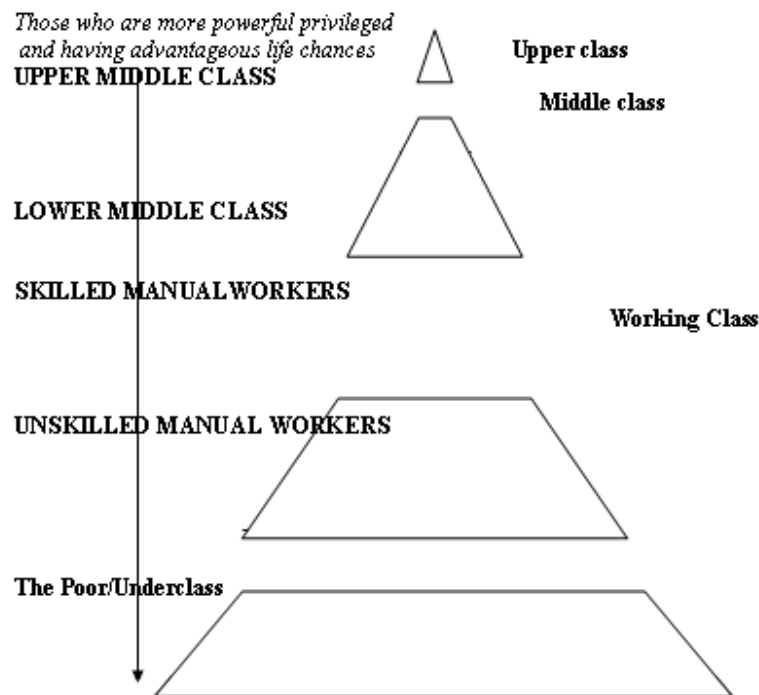 Those who are more powerful privileged
and having advantageous life chances
Upper class
UPPER MIDDLE CLASS
Middle class
LOWER MIDDLE CLASS
SKILLED MANUAL WORKERS
Working Class
UNSKILLED MANUAL WORKERS
The Poor/Underclass